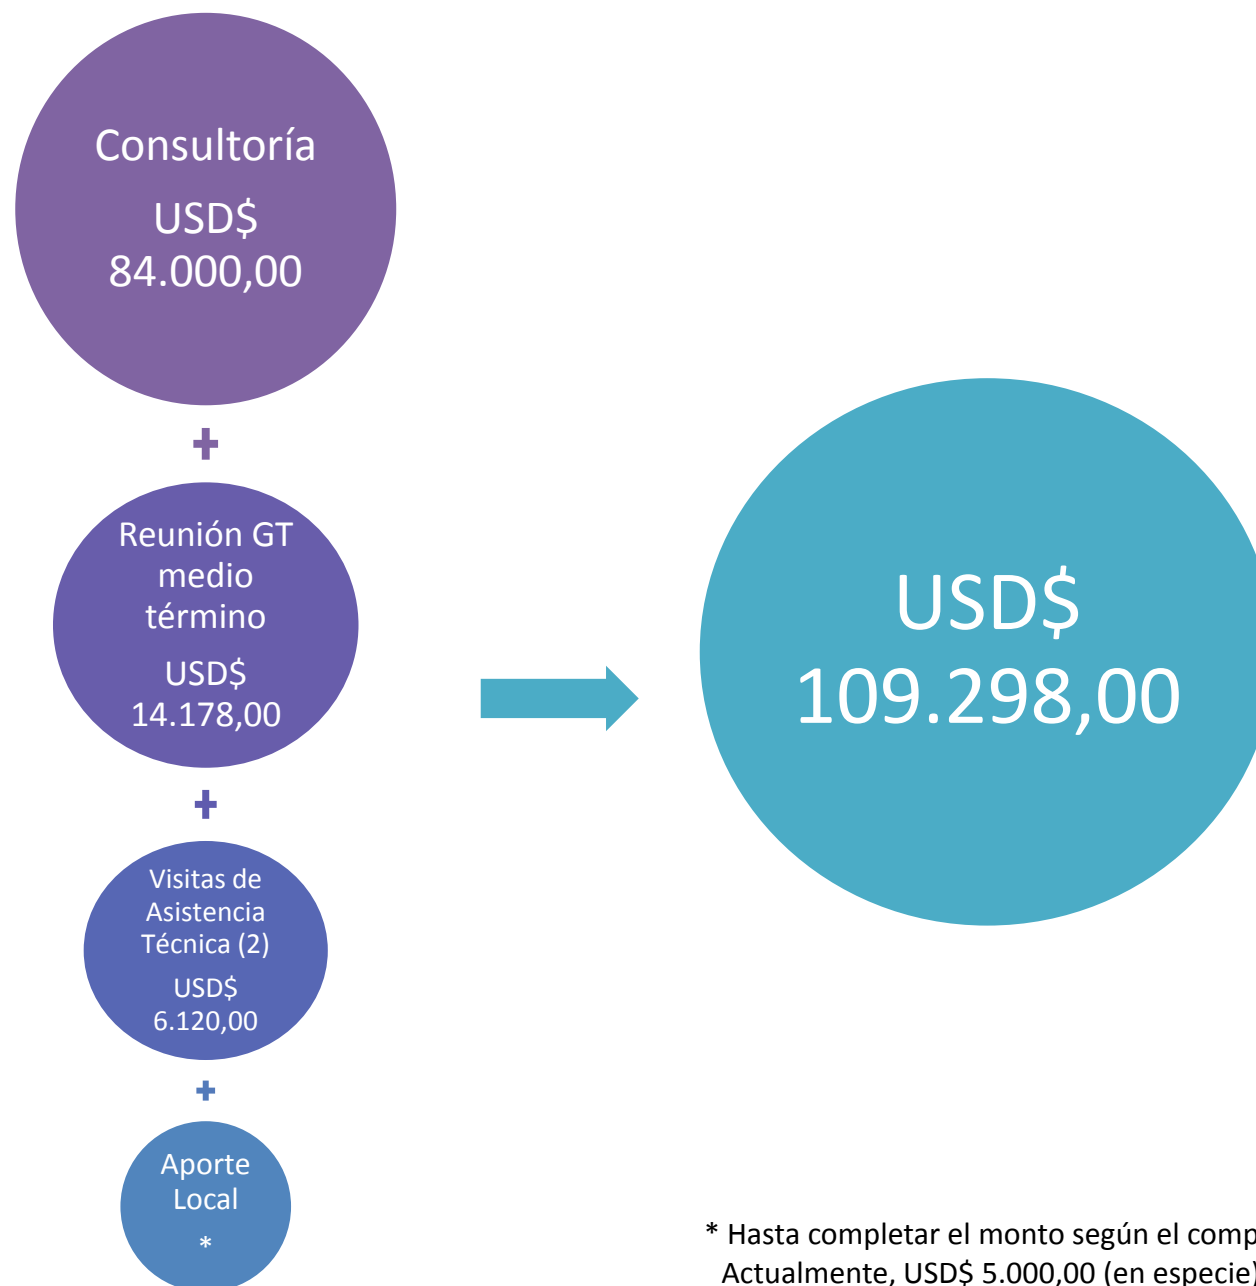 Consultoría
USD$
84.000,00
+
Reunión GT
medio
término
USD$
14.178,00
+
Visitas de
Asistencia
Técnica (2)
USD$
6.120,00
+
Aporte
Local
*
USD$
109.298,00
* Hasta completar el monto según el
Actualmente, USD$ 5.000,00 (en especie)